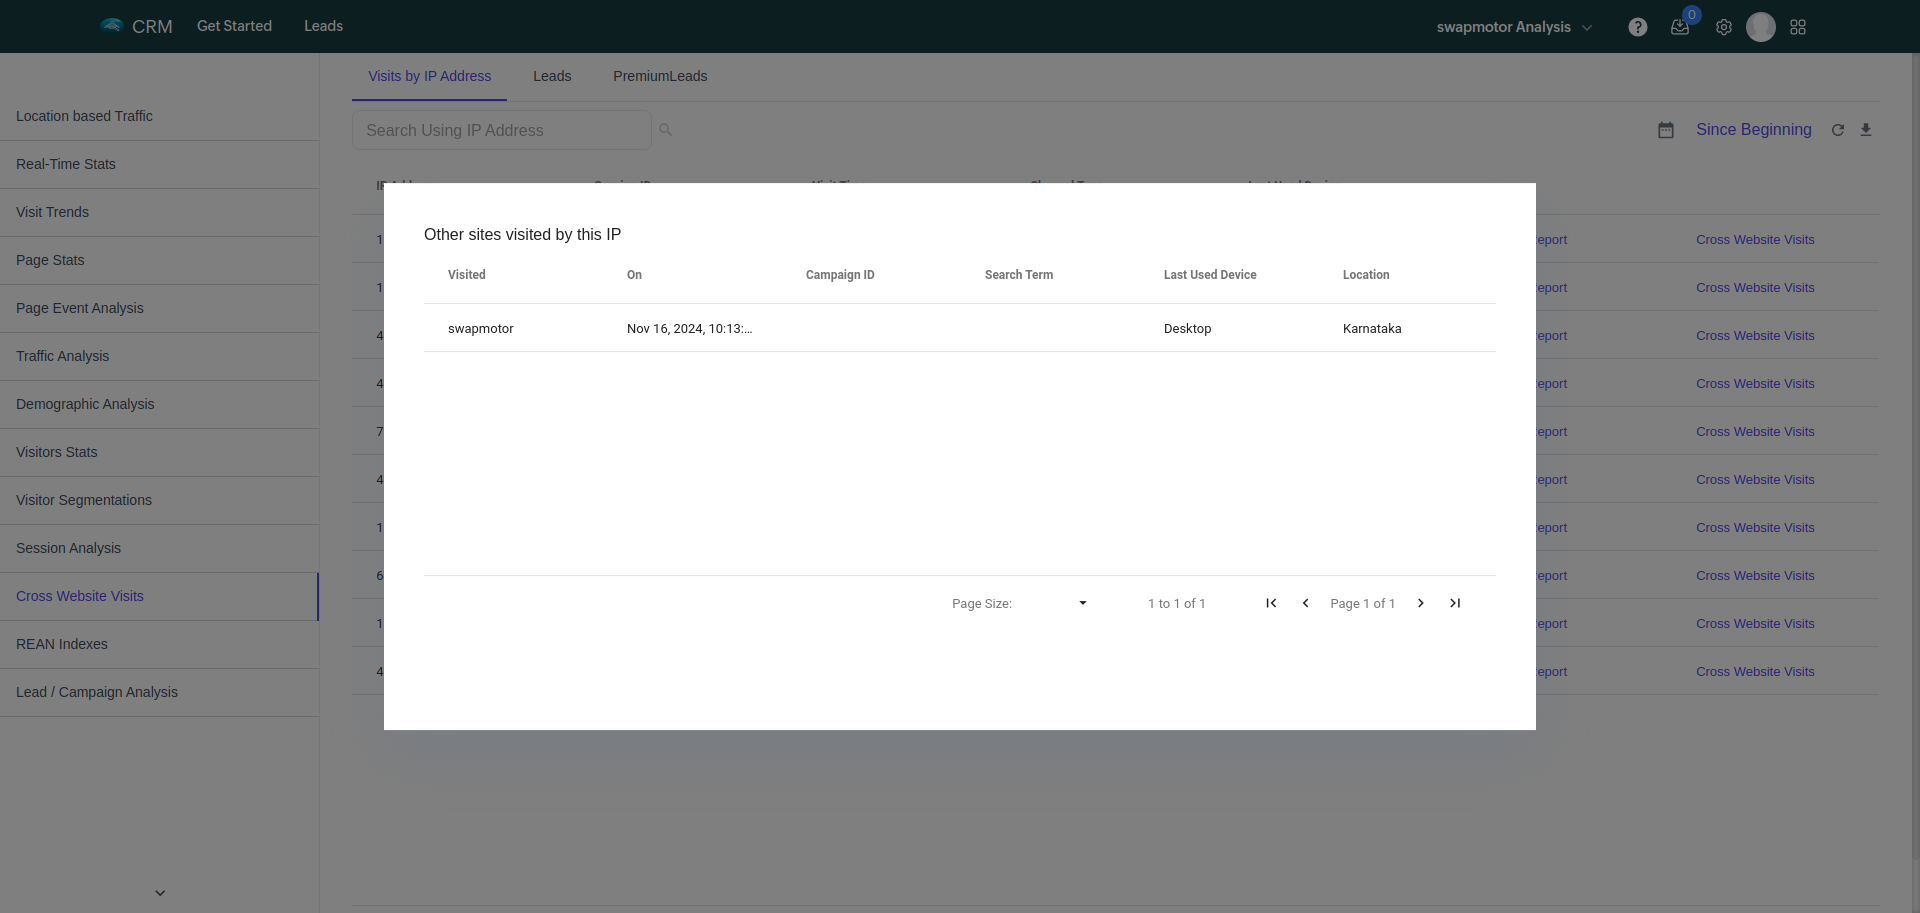 CRM Get Started Leads swapmotor Analysis 0
Visits by IP Address Leads PremiumLeads
Search Using IP Address Since Beginning
Location based Traffic
Real-Time Stats
Visit Trends
Page Stats
Page Event Analysis
Traffic Analysis
Demographic Analysis
Visitors Stats
Visitor Segmentations
Session Analysis
Cross Website Visits
REAN Indexes
Lead / Campaign Analysis
Other sites visited by this IP
Visited On Campaign ID Search Term Last Used Device Location
swapmotor Nov 16, 2024, 10:13:... Desktop Karnataka
Page Size: 1 to 1 of 1 Page 1 of 1
1 eport Cross Website Visits
1 eport Cross Website Visits
4 eport Cross Website Visits
4 eport Cross Website Visits
7 eport Cross Website Visits
4 eport Cross Website Visits
1 eport Cross Website Visits
6 eport Cross Website Visits
1 eport Cross Website Visits
4 eport Cross Website Visits